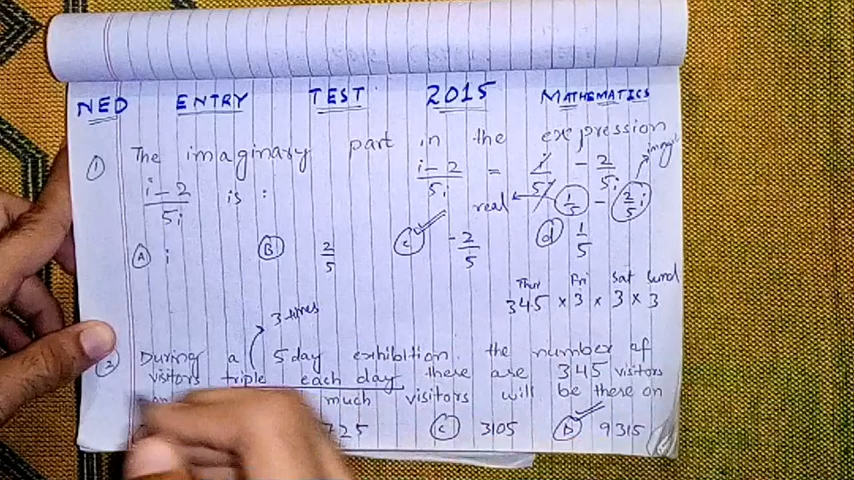 NED ENTRY TEST 2015 MATHEMATICS
1 The imaginary part in the expression
i-2/5i is :
i-2/5i = i/5i - 2/5i
real 1/5 - 2/5 i
A i B 2/5 C -2/5 d 1/5
Thur Fri Sat Sund
345 × 3 × 3 × 3
3 times
2 During a 5 day exhibition the number of
visitors triple each day there are 345 visitors
much visitors will be there on
725 C 3105 D 9315